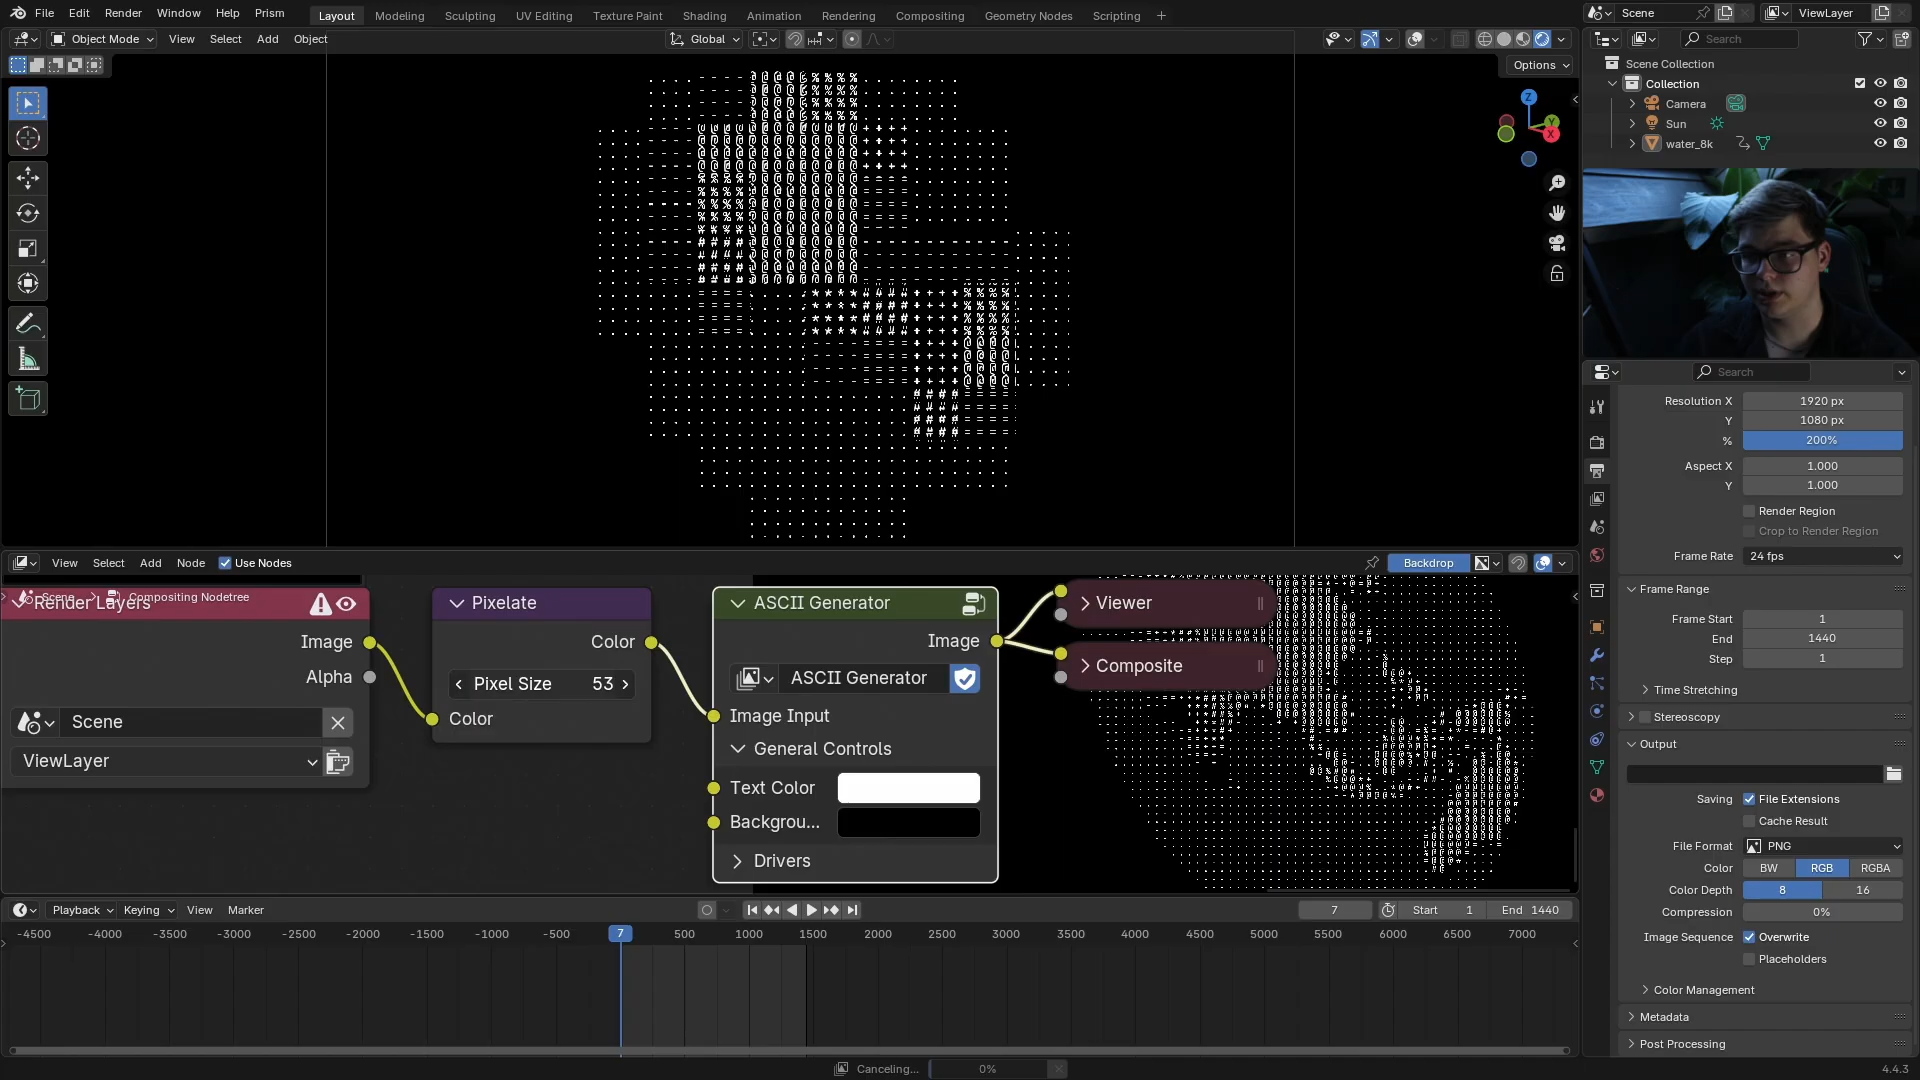 File Edit Render Window Help Prism
Layout Modeling Sculpting UV Editing Texture Paint Shading Animation Rendering Compositing Geometry Nodes Scripting +
Scene
ViewLayer
Object Mode View Select Add Object
Global
Search
Options
Scene Collection
Collection
Camera
Sun
water_8k
Z
Y
X
Search
Resolution X 1920 px
Y 1080 px
% 200%
Aspect X 1.000
Y 1.000
Render Region
Crop to Render Region
Frame Rate 24 fps
Frame Range
Frame Start 1
End 1440
Step 1
Time Stretching
Stereoscopy
Output
Saving File Extensions
Cache Result
File Format PNG
Color BW RGB RGBA
Color Depth 8 16
Compression 0%
Image Sequence Overwrite
Placeholders
Color Management
Metadata
Post Processing
View Select Add Node Use Nodes
Backdrop
Scene > Compositing Nodetree
Render Layers
Image
Alpha
Scene
ViewLayer
Pixelate
Color
Pixel Size 53
Color
ASCII Generator
Image
ASCII Generator
Image Input
General Controls
Text Color
Backgrou...
Drivers
Viewer
Composite
Playback Keying View Marker
7
Start 1
End 1440
-4500 -4000 -3500 -3000 -2500 -2000 -1500 -1000 -500 7 500 1000 1500 2000 2500 3000 3500 4000 4500 5000 5500 6000 6500 7000
Canceling... 0%
4.4.3